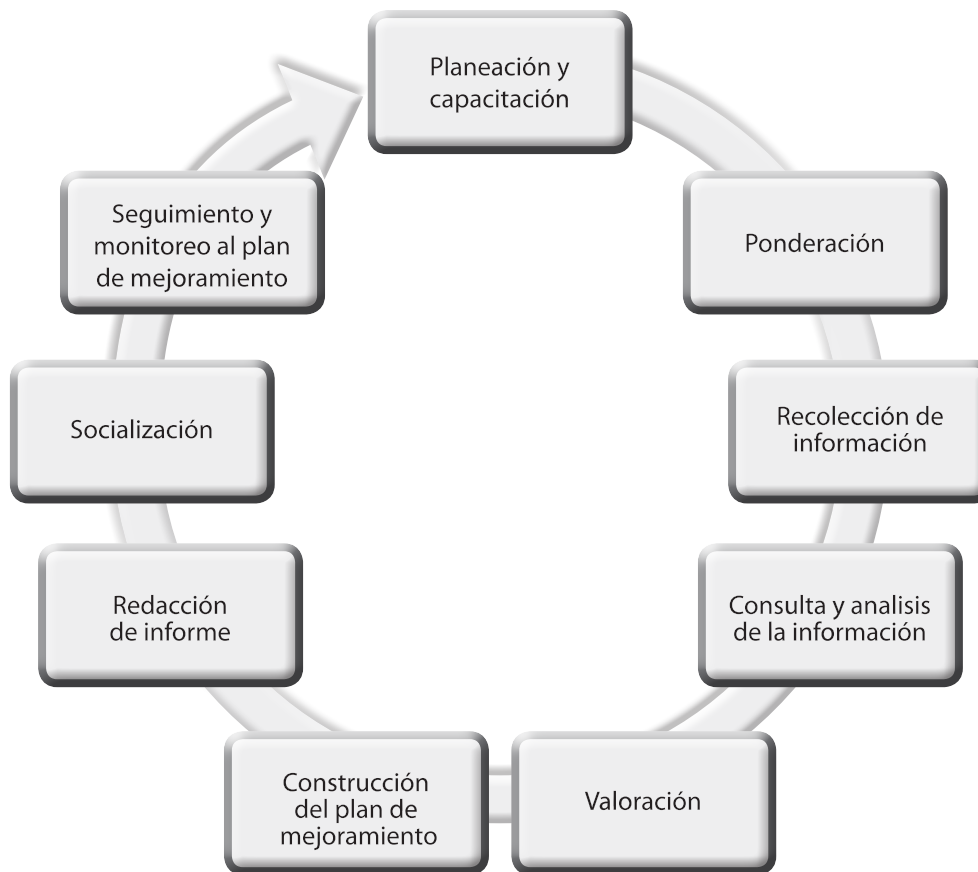 Planeación y
capacitación
Ponderación
Recolección de
información
Consulta y analisis
de la información
Valoración
Construcción
del plan de
mejoramiento
Redacción
de informe
Socialización
Seguimiento y
monitoreo al plan
de mejoramiento